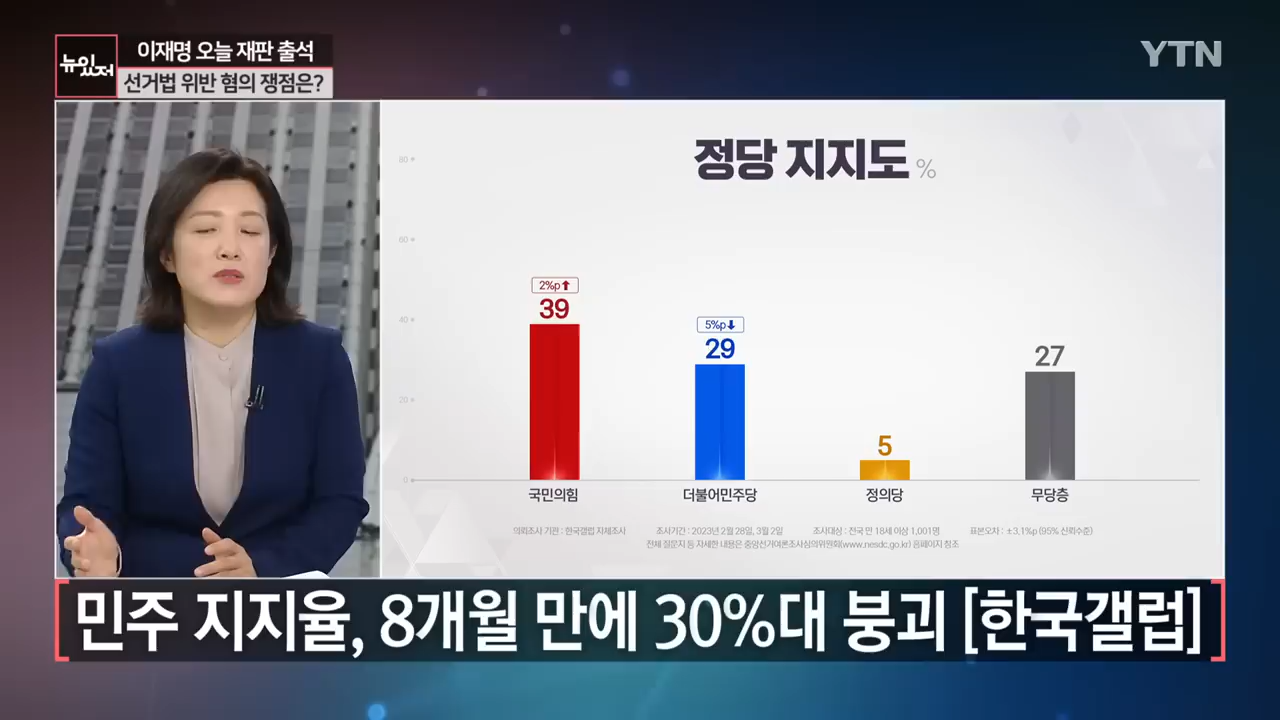 뉴있저
이재명 오늘 재판 출석
선거법 위반 혐의 쟁점은?
YTN
정당 지지도 %
80
60
40
20
0
2%p⬆
39
5%p⬇
29
5
27
국민의힘
더불어민주당
정의당
무당층
의뢰조사 기관 : 한국갤럽 자체조사 조사기간 : 2023년 2월 28일, 3월 2일 조사대상 : 전국 만 18세 이상 1,001명 표본오차 : ±3.1%p (95% 신뢰수준)
전체 질문지 등 자세한 내용은 중앙선거여론조사심의위원회(www.nesdc.go.kr) 홈페이지 참조
민주 지지율, 8개월 만에 30%대 붕괴 [한국갤럽]